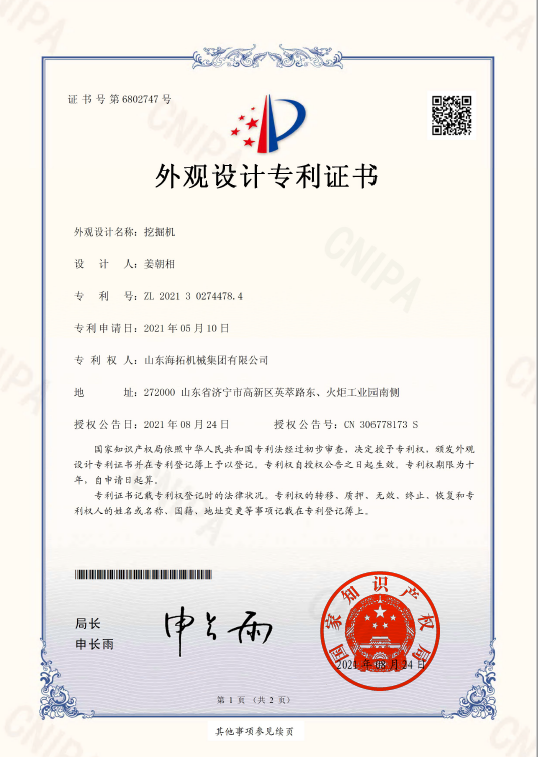 证书号第6802747号
外观设计专利证书
外观设计名称：挖掘机
设计人：姜朝相
专利号：ZL 2021 3 0274478.4
专利申请日：2021年05月10日
专利权人：山东海拓机械集团有限公司
地址：272000 山东省济宁市高新区英萃路东、火炬工业园南侧
授权公告日：2021年08月24日 授权公告号：CN 306778173 S
国家知识产权局依照中华人民共和国专利法经过初步审查，决定授予专利权，颁发外观
设计专利证书并在专利登记簿上予以登记。专利权自授权公告之日起生效。专利权期限为十
年，自申请日起算。
专利证书记载专利权登记时的法律状况。专利权的转移、质押、无效、终止、恢复和专
利权人的姓名或名称、国籍、地址变更等事项记载在专利登记簿上。
局长
申长雨
申长雨
国家知识产权局
2021年08月24日
第 1 页 （共 2 页）
其他事项参见续页
CNIPA
CNIPA
CNIPA
CNIPA
CNIPA